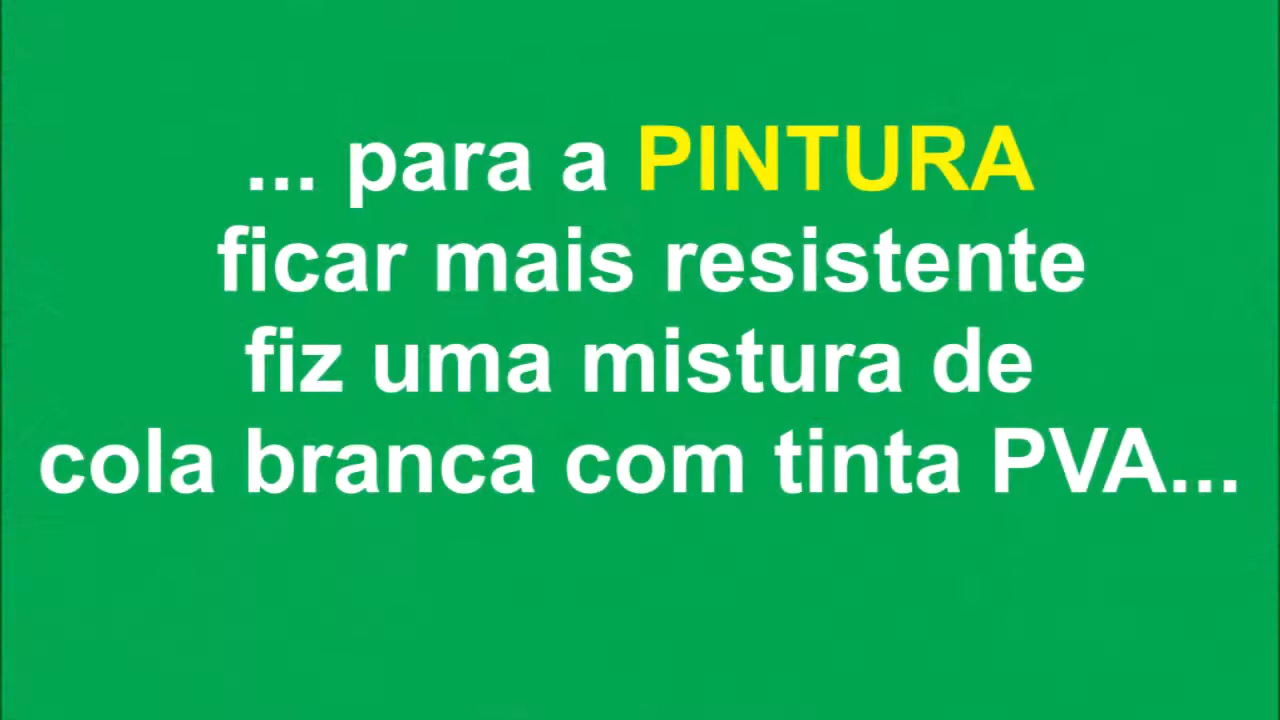 ... para a PINTURA
ficar mais resistente
fiz uma mistura de
cola branca com tinta PVA...